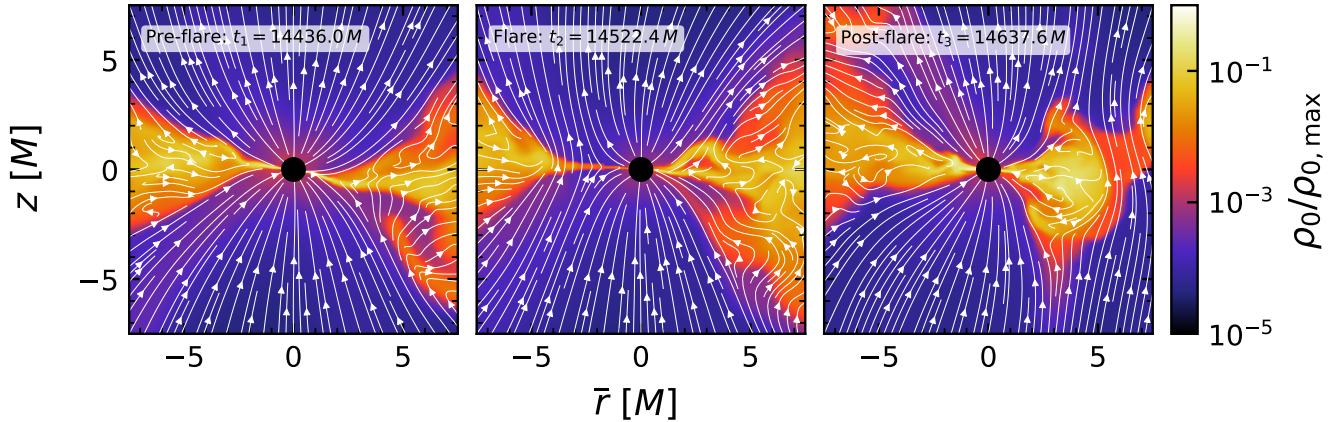 Pre-flare: t₁ = 14436.0 M
Flare: t₂ = 14522.4 M
Post-flare: t₃ = 14637.6 M
5
0
−5
z [M]
−5 0 5
−5 0 5
−5 0 5
r̄ [M]
10⁻¹
10⁻³
10⁻⁵
ρ₀/ρ₀, max